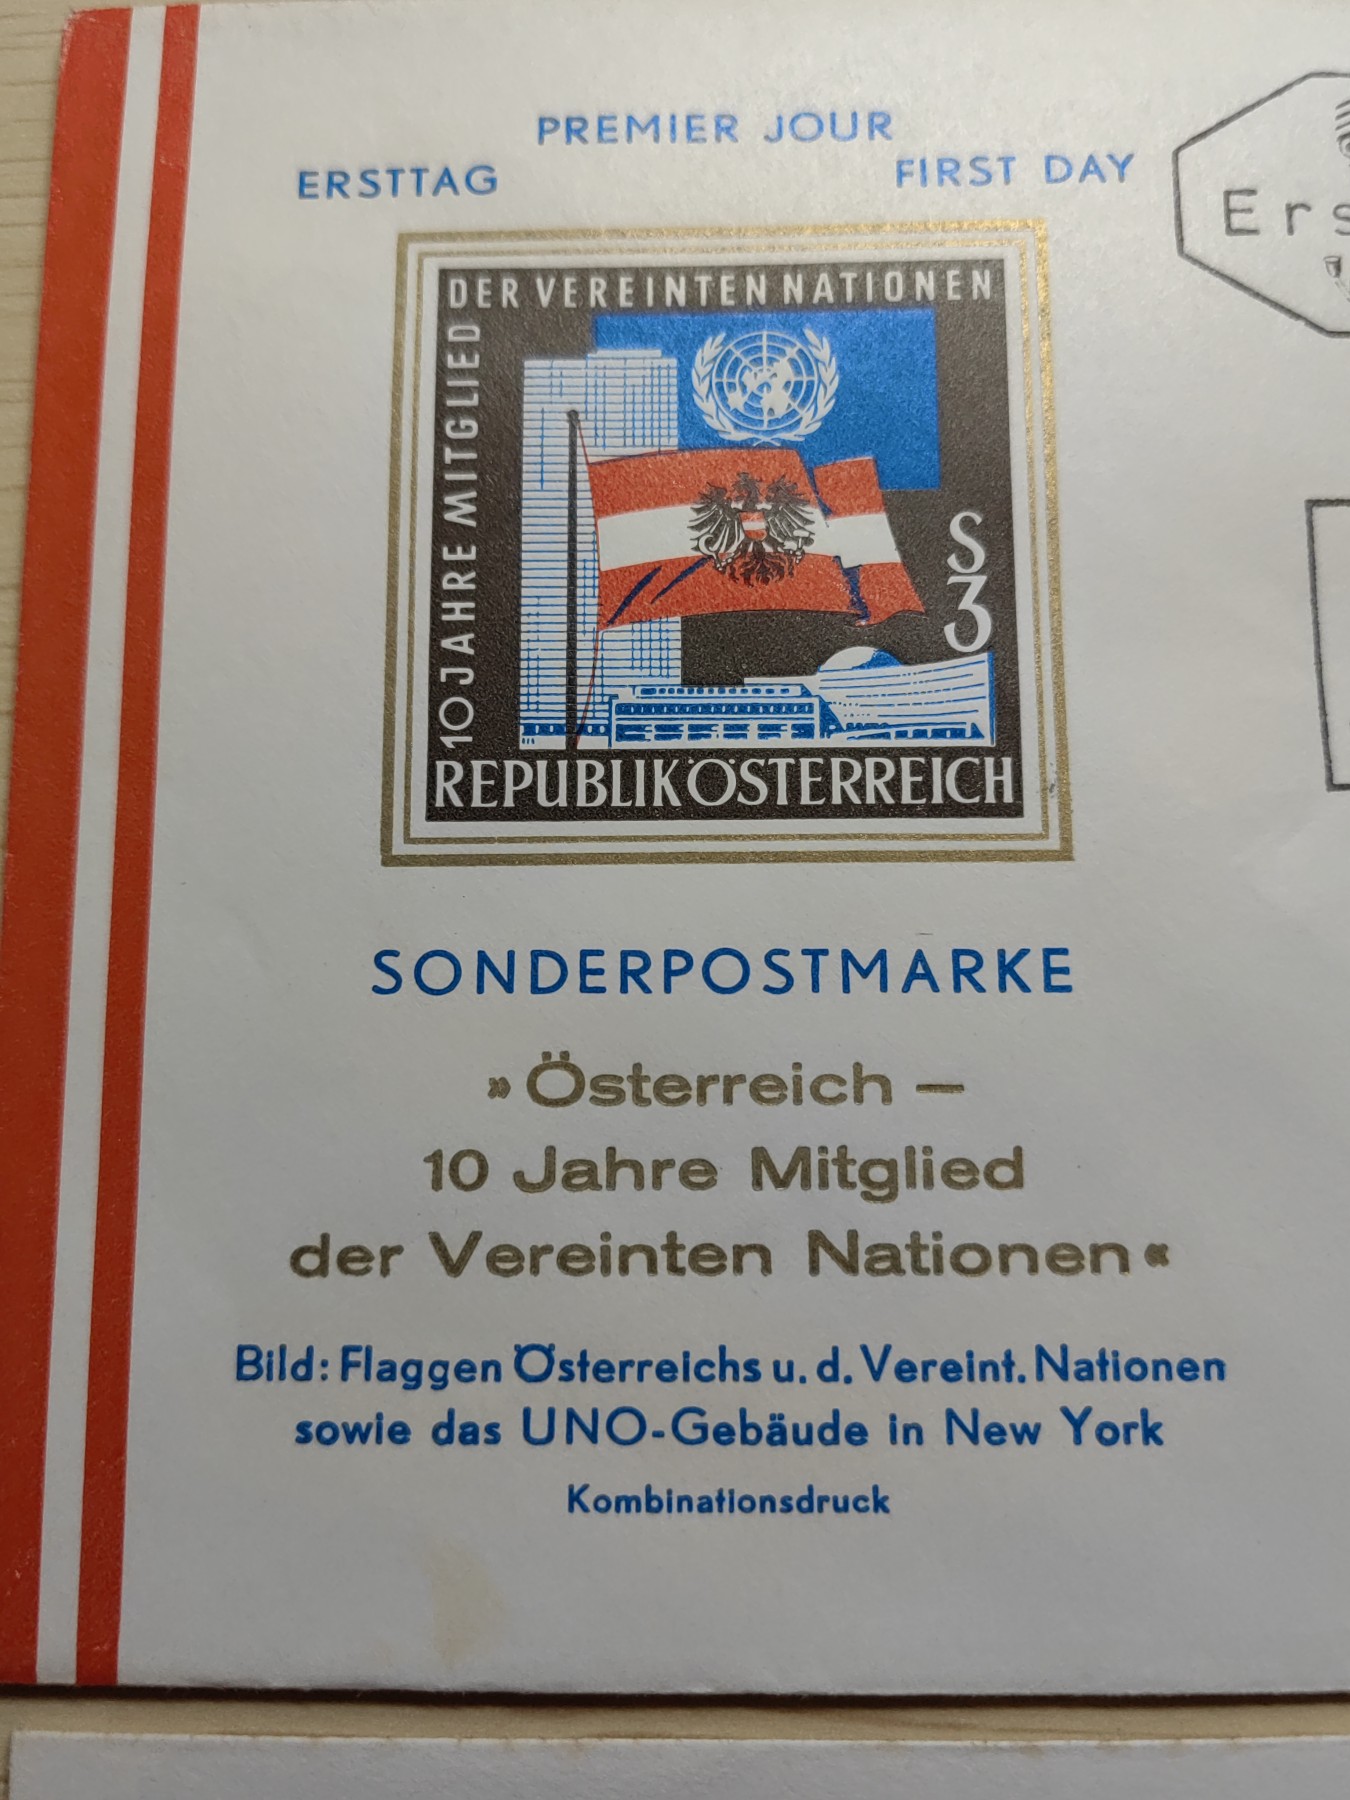 PREMIER JOUR
ERSTTAG
FIRST DAY
10 JAHRE MITGLIED
DER VEREINTEN NATIONEN
S
3
REPUBLIK ÖSTERREICH
SONDERPOSTMARKE
»Österreich —
10 Jahre Mitglied
der Vereinten Nationen«
Bild: Flaggen Österreichs u. d. Vereint. Nationen
sowie das UNO-Gebäude in New York
Kombinationsdruck